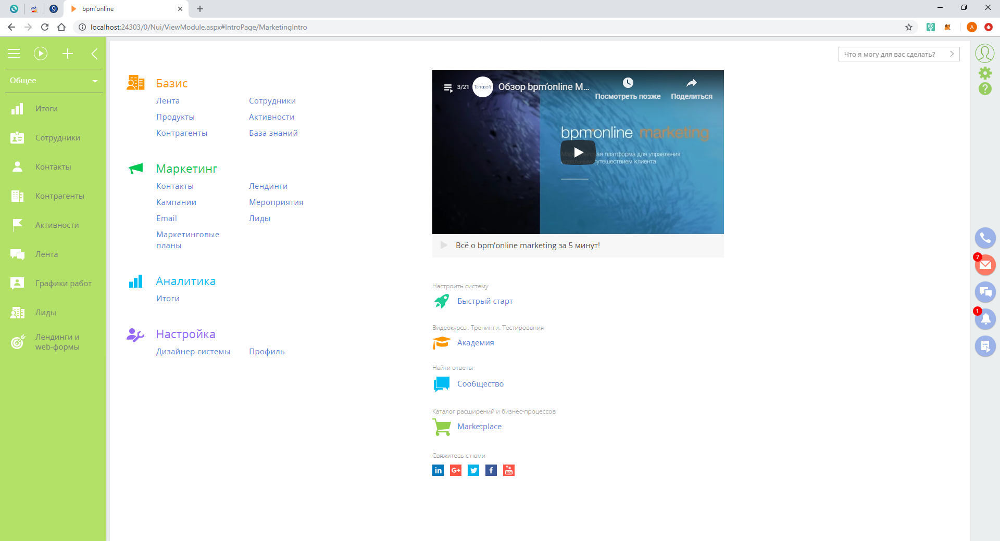 bpm'online
localhost:24303/0/Nui/ViewModule.aspx#IntroPage/MarketingIntro
A
Общее
Итоги
Сотрудники
Контакты
Контрагенты
Активности
Лента
Графики работ
Лиды
Лендинги и
web-формы
Базис
Лента
Сотрудники
Продукты
Активности
Контрагенты
База знаний
Маркетинг
Контакты
Лендинги
Кампании
Мероприятия
Email
Лиды
Маркетинговые
планы
Аналитика
Итоги
Настройка
Дизайнер системы
Профиль
Что я могу для вас сделать?
3/21
Terrasoft
Обзор bpm'online M...
Посмотреть позже
Поделиться
bpm'online marketing
Маркетинговая платформа для управления
путешествием клиента
Всё о bpm'online marketing за 5 минут!
Настроить систему
Быстрый старт
Видеокурсы. Тренинги. Тестирования
Академия
Найти ответы
Сообщество
Каталог расширений и бизнес-процессов
Marketplace
Свяжитесь с нами
in
G+
f
You
Tube
7
1